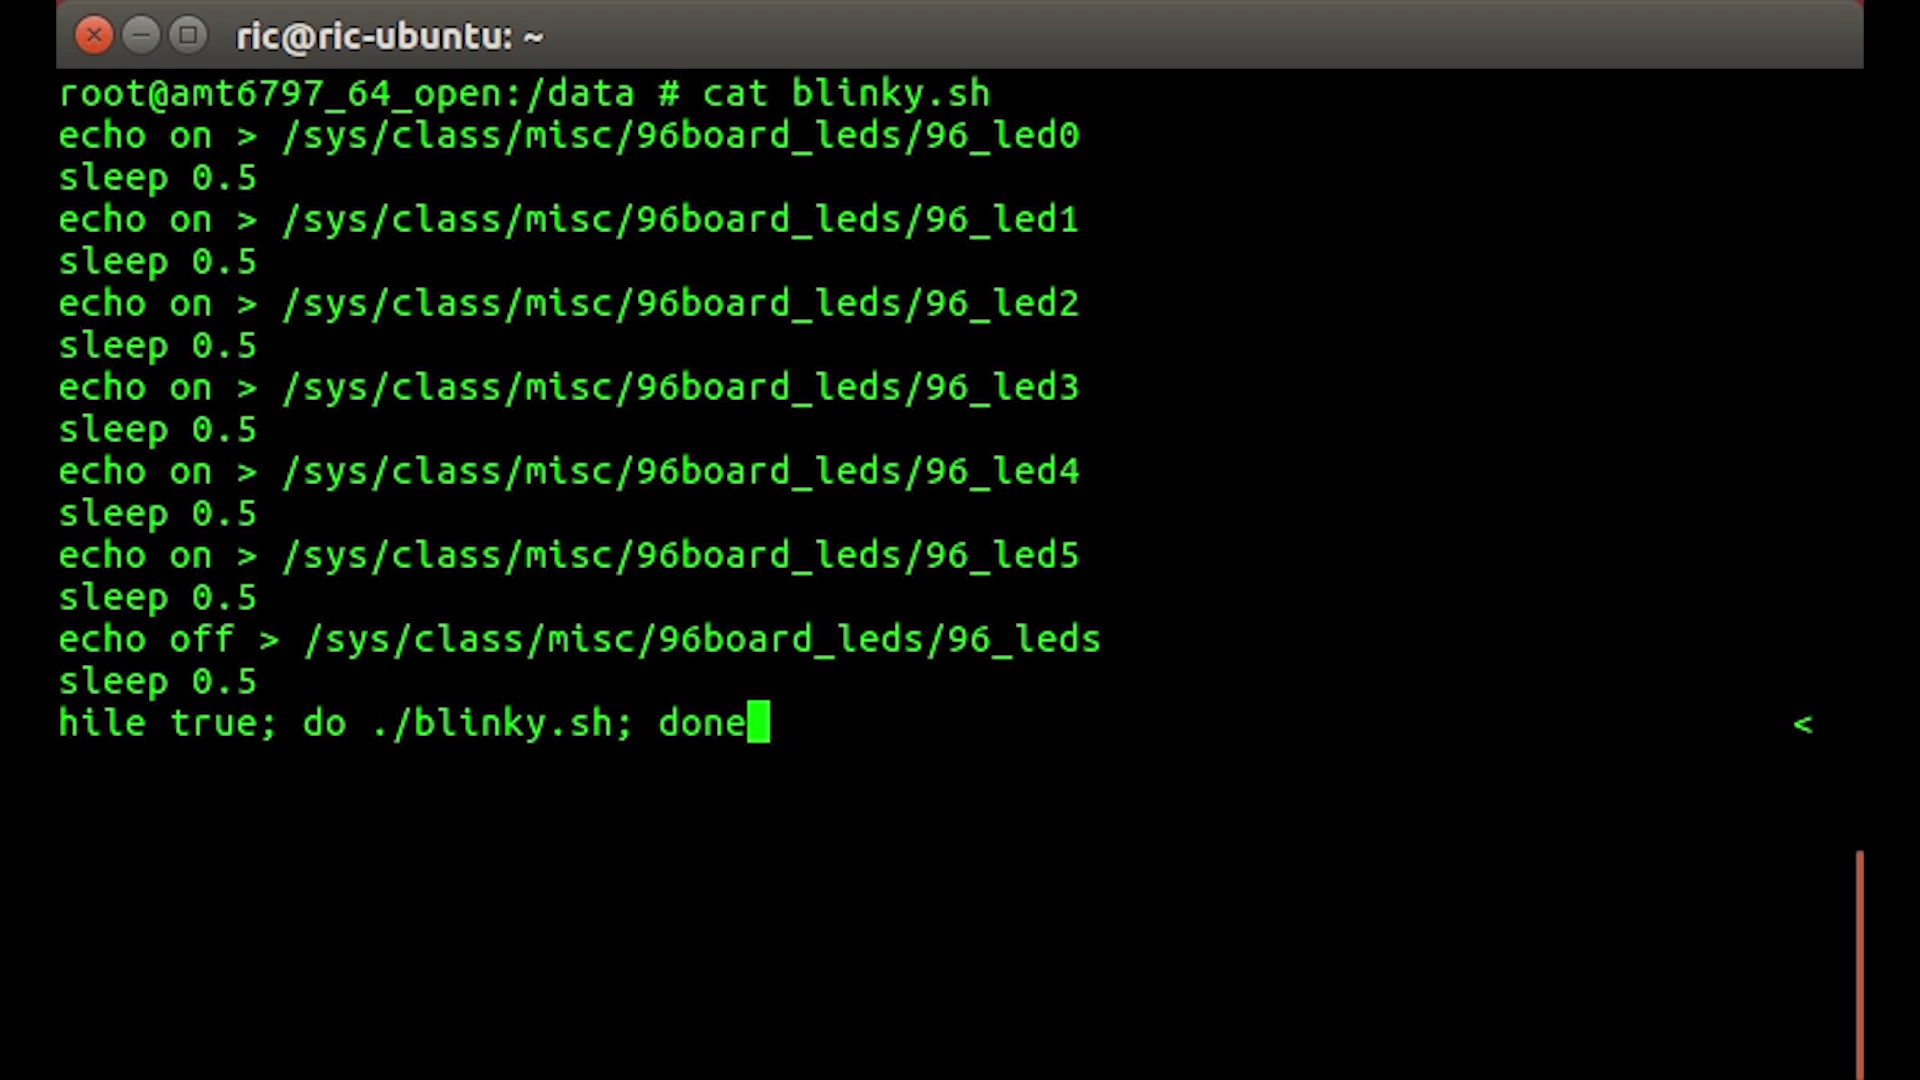 ric@ric-ubuntu: ~
root@amt6797_64_open:/data # cat blinky.sh
echo on > /sys/class/misc/96board_leds/96_led0
sleep 0.5
echo on > /sys/class/misc/96board_leds/96_led1
sleep 0.5
echo on > /sys/class/misc/96board_leds/96_led2
sleep 0.5
echo on > /sys/class/misc/96board_leds/96_led3
sleep 0.5
echo on > /sys/class/misc/96board_leds/96_led4
sleep 0.5
echo on > /sys/class/misc/96board_leds/96_led5
sleep 0.5
echo off > /sys/class/misc/96board_leds/96_leds
sleep 0.5
hile true; do ./blinky.sh; done <